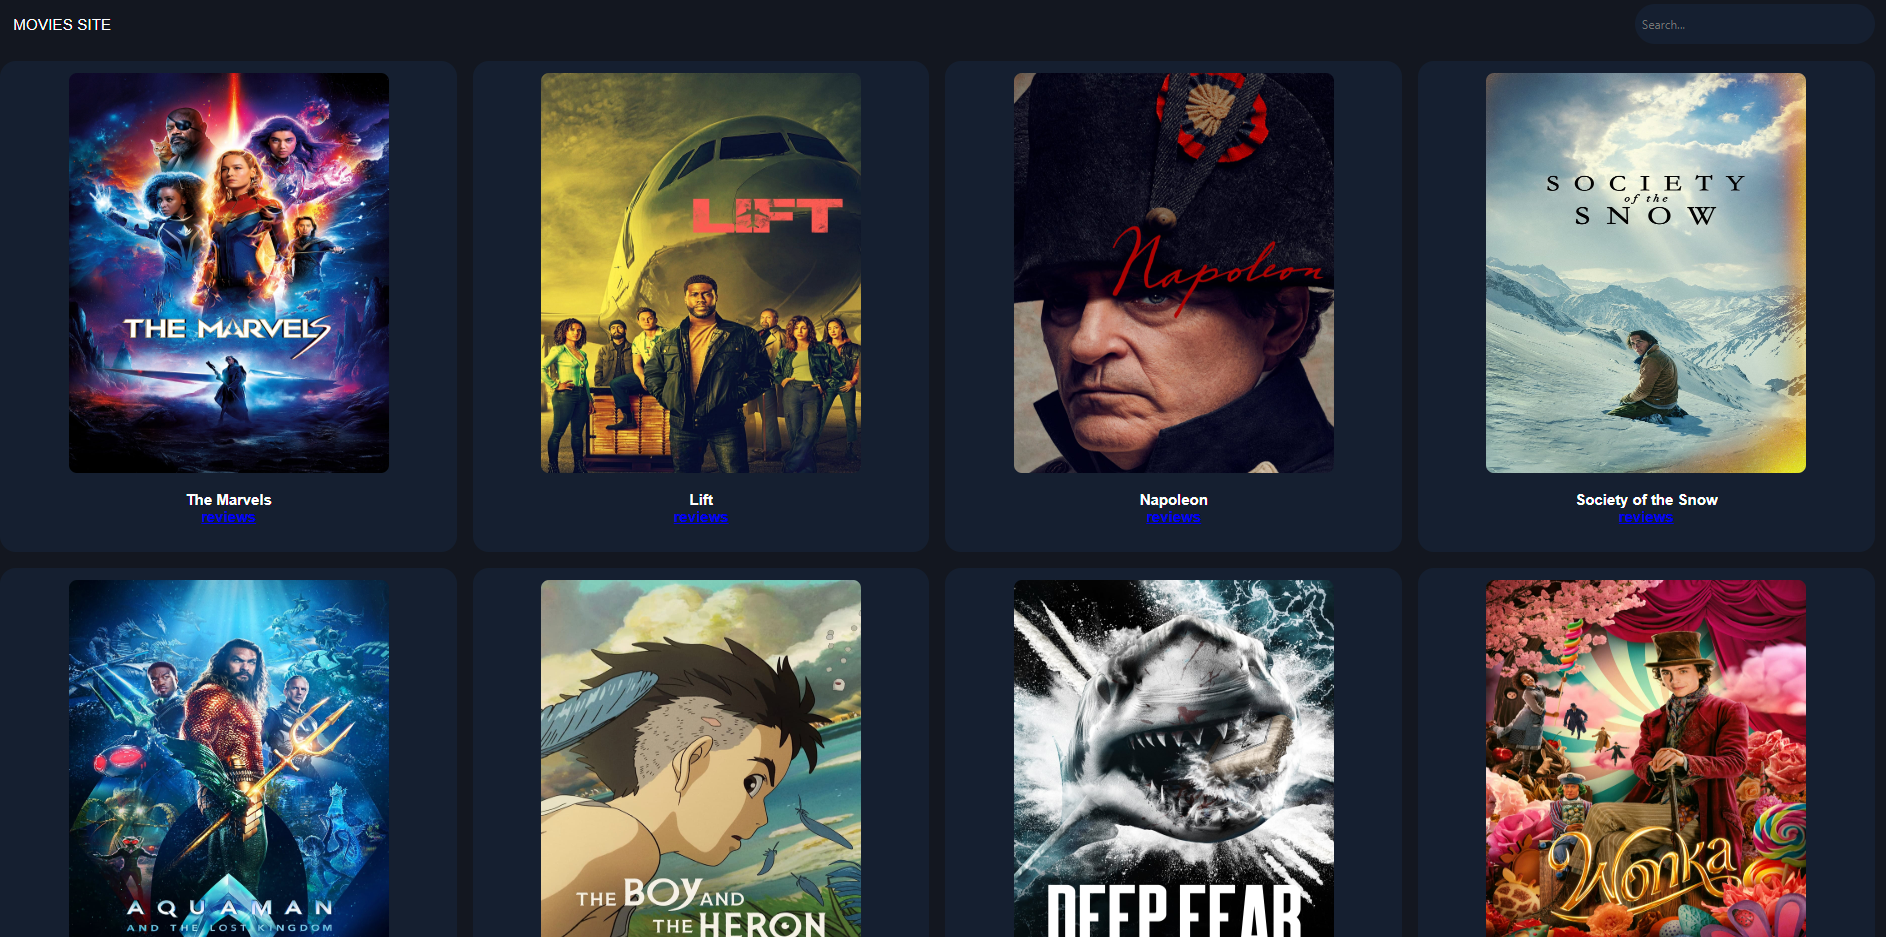 MOVIES SITE
Search...
THE MARVELS
LIFT
Napoleon
SOCIETY
of the
SNOW
The Marvels
Lift
Napoleon
Society of the Snow
reviews
reviews
reviews
reviews
AQUAMAN
AND THE LOST KINGDOM
THE BOY AND
THE HERON
DEEP FEAR
Wonka